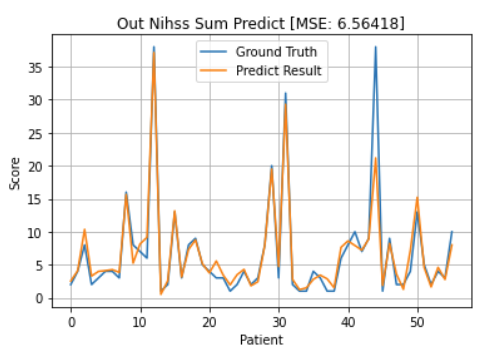 Out Nihss Sum Predict [MSE: 6.56418]
Ground Truth
Predict Result
Score
35
30
25
20
15
10
5
0
0 10 20 30 40 50
Patient